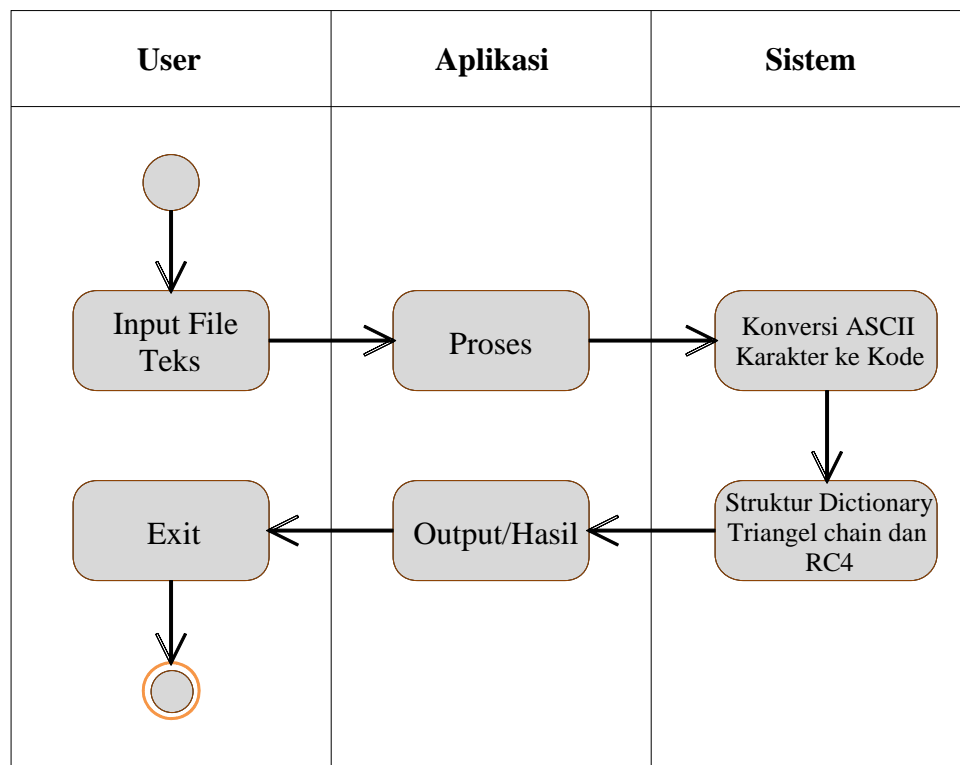 User
Aplikasi
Sistem
Input File
Teks
Proses
Konversi ASCII
Karakter ke Kode
Exit
Output/Hasil
Struktur Dictionary
Triangel chain dan
RC4